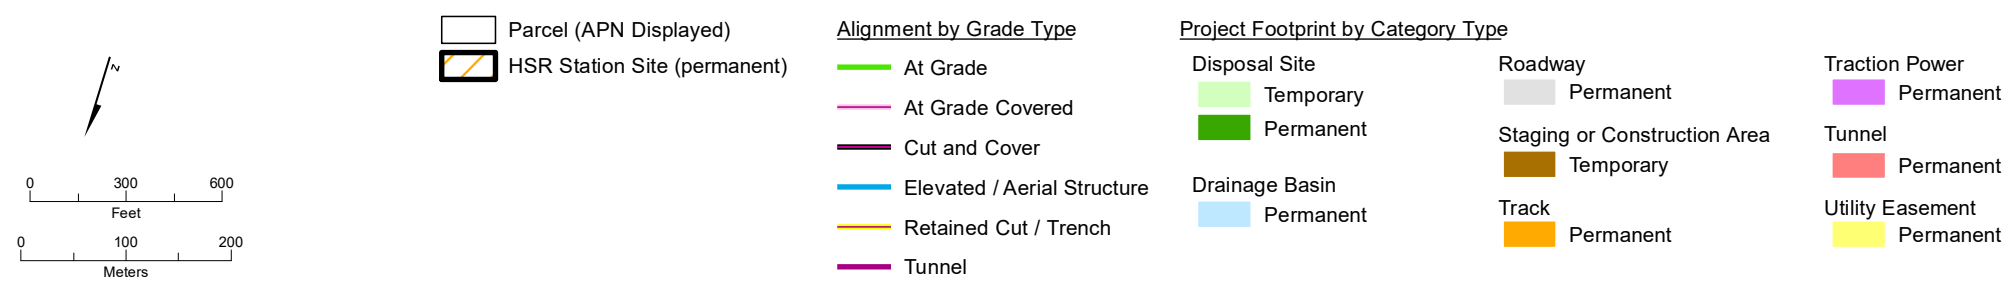 N
0 300 600
Feet
0 100 200
Meters
Parcel (APN Displayed)
HSR Station Site (permanent)
Alignment by Grade Type
At Grade
At Grade Covered
Cut and Cover
Elevated / Aerial Structure
Retained Cut / Trench
Tunnel
Project Footprint by Category Type
Disposal Site
Temporary
Permanent
Drainage Basin
Permanent
Roadway
Permanent
Staging or Construction Area
Temporary
Track
Permanent
Traction Power
Permanent
Tunnel
Permanent
Utility Easement
Permanent